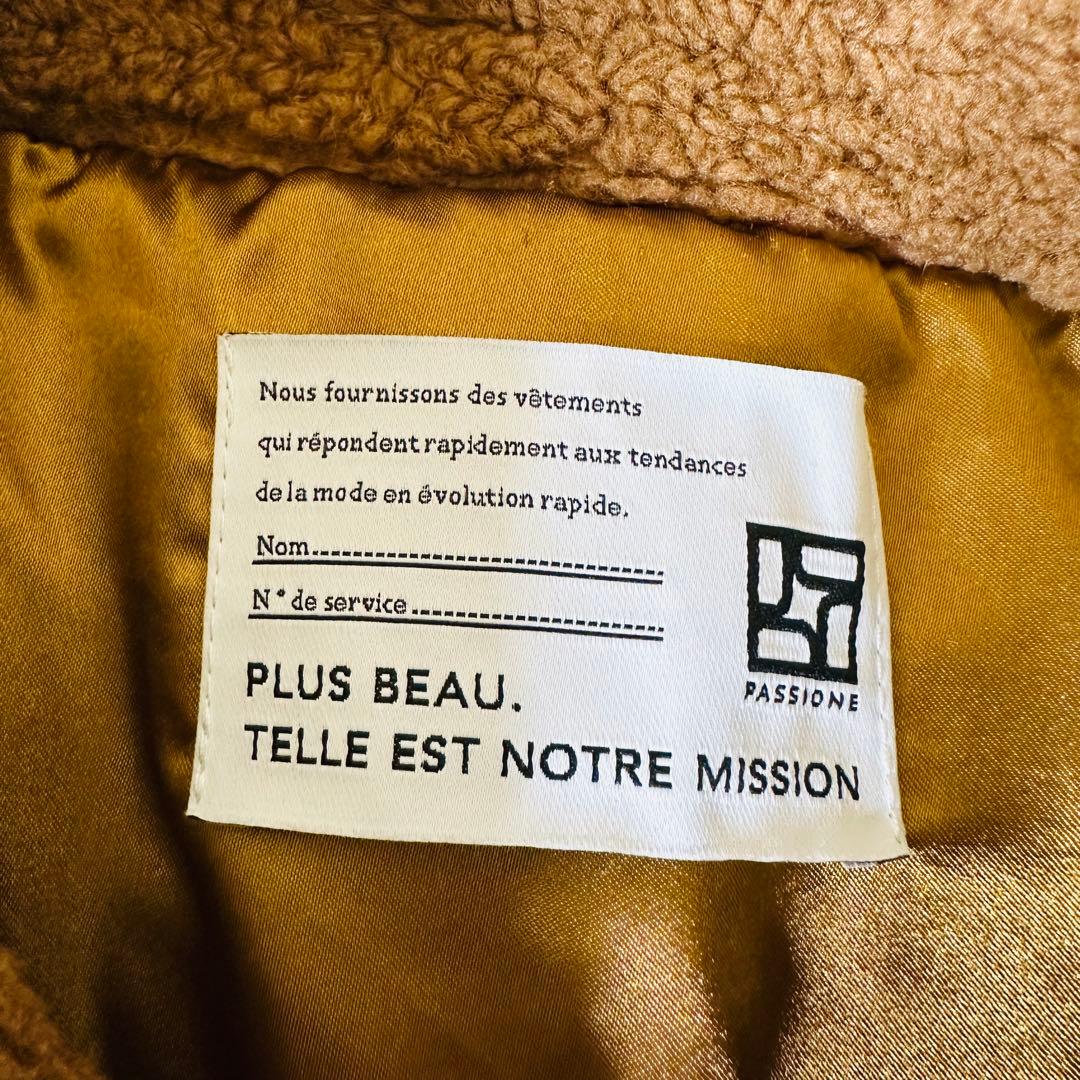 Nous fournissons des vêtements
qui répondent rapidement aux tendances
de la mode en évolution rapide.
Nom
N° de service
PASSIONE
PLUS BEAU.
TELLE EST NOTRE MISSION